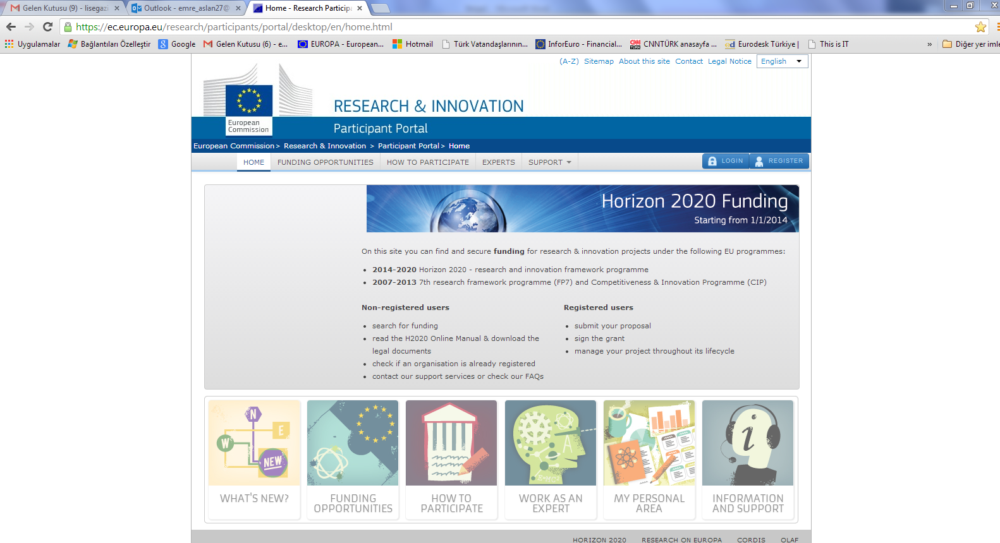 Gelen Kutusu (9) - lisegazi
Outlook - emre_aslan27@
Home - Research Participa
https://ec.europa.eu/research/participants/portal/desktop/en/home.html
Uygulamalar
Bağlantıları Özelleştir
Google
Gelen Kutusu (6) - e...
EUROPA - European...
Hotmail
Türk Vatandaşlarının...
InforEuro - Financial...
CNNTÜRK anasayfa ...
Eurodesk Türkiye |
This is IT
»
Diğer yer imle
(A-Z) Sitemap About this site Contact Legal Notice English
European
Commission
RESEARCH & INNOVATION
Participant Portal
European Commission > Research & Innovation > Participant Portal > Home
HOME FUNDING OPPORTUNITIES HOW TO PARTICIPATE EXPERTS SUPPORT
LOGIN REGISTER
Horizon 2020 Funding
Starting from 1/1/2014
On this site you can find and secure funding for research & innovation projects under the following EU programmes:
• 2014-2020 Horizon 2020 - research and innovation framework programme
• 2007-2013 7th research framework programme (FP7) and Competitiveness & Innovation Programme (CIP)
Non-registered users
• search for funding
• read the H2020 Online Manual & download the
legal documents
• check if an organisation is already registered
• contact our support services or check our FAQs
Registered users
• submit your proposal
• sign the grant
• manage your project throughout its lifecycle
N
E
W
NEW
A
E=MC²
i
WHAT'S NEW?
FUNDING
OPPORTUNITIES
HOW TO
PARTICIPATE
WORK AS AN
EXPERT
MY PERSONAL
AREA
INFORMATION
AND SUPPORT
HORIZON 2020 RESEARCH ON EUROPA CORDIS OLAF